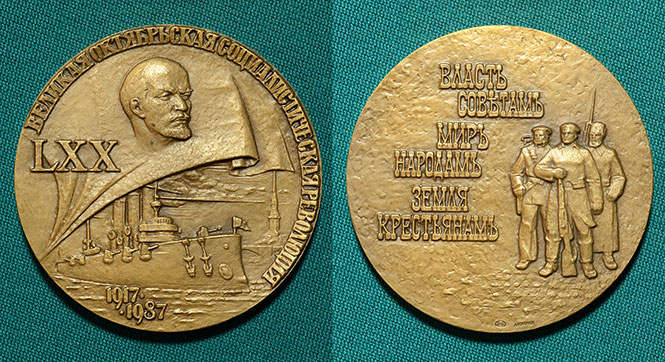 ВЕЛИКАЯ ОКТЯБРЬСКАЯ СОЦИАЛИСТИЧЕСКАЯ РЕВОЛЮЦИЯ
LXX
1917.
1987
ВЛАСТЬ
СОВѢТАМЪ
МИРЪ
НАРОДАМЪ
ЗЕМЛЯ
КРЕСТЬЯНАМЪ